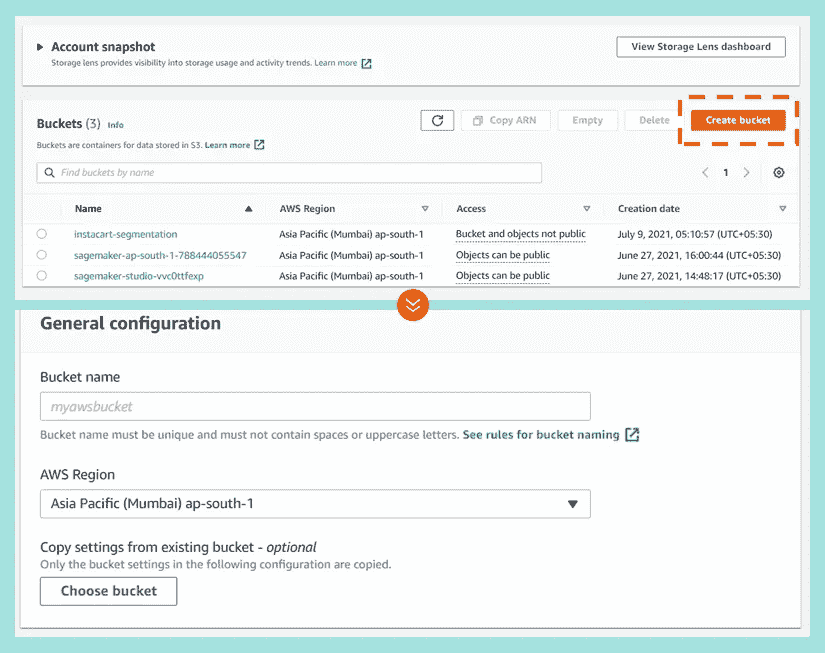 Account snapshot
View Storage Lens dashboard
Storage lens provides visibility into storage usage and activity trends. Learn more
Buckets (3) Info
Copy ARN
Empty
Delete
Create bucket
Buckets are containers for data stored in S3. Learn more
Find buckets by name
1
Name AWS Region Access Creation date
instacart-segmentation Asia Pacific (Mumbai) ap-south-1 Bucket and objects not public July 9, 2021, 05:10:57 (UTC+05:30)
sagemaker-ap-south-1-788444055547 Asia Pacific (Mumbai) ap-south-1 Objects can be public June 27, 2021, 16:00:44 (UTC+05:30)
sagemaker-studio-vvc0ttfexp Asia Pacific (Mumbai) ap-south-1 Objects can be public June 27, 2021, 14:48:17 (UTC+05:30)
General configuration
Bucket name
myawsbucket
Bucket name must be unique and must not contain spaces or uppercase letters. See rules for bucket naming
AWS Region
Asia Pacific (Mumbai) ap-south-1
Copy settings from existing bucket - optional
Only the bucket settings in the following configuration are copied.
Choose bucket